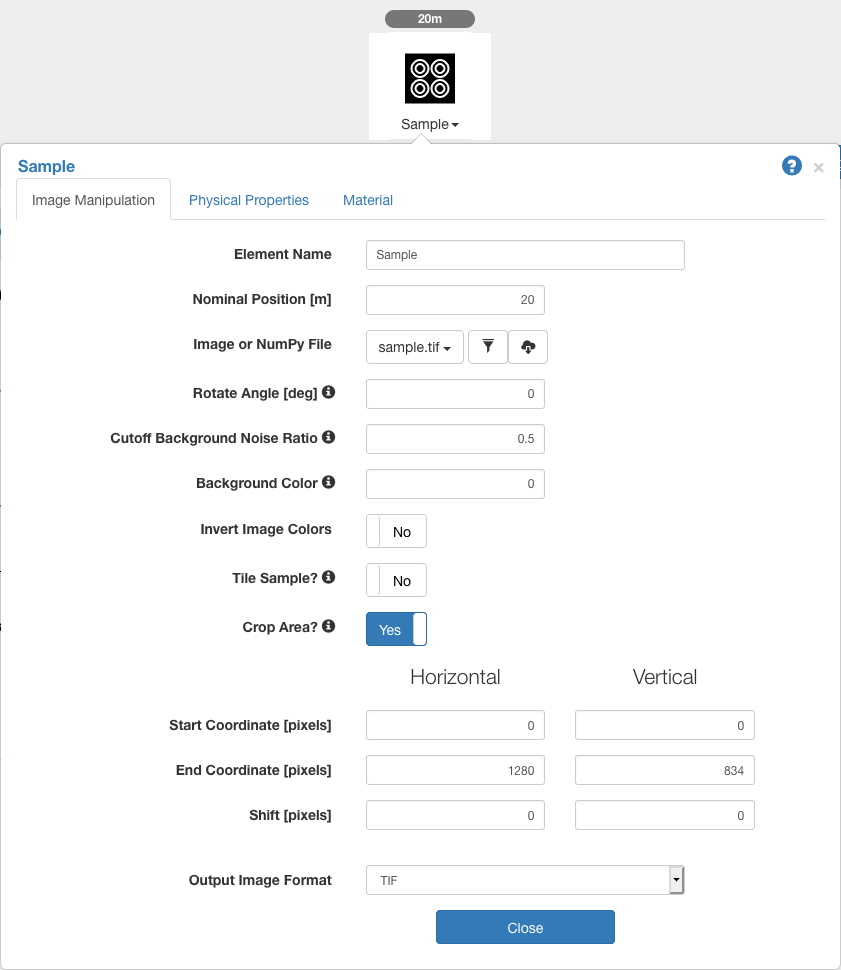 20m
Sample
Sample
Image Manipulation Physical Properties Material
Element Name Sample
Nominal Position [m] 20
Image or NumPy File sample.tif
Rotate Angle [deg] 0
Cutoff Background Noise Ratio 0.5
Background Color 0
Invert Image Colors No
Tile Sample? No
Crop Area? Yes
Horizontal Vertical
Start Coordinate [pixels] 0 0
End Coordinate [pixels] 1280 834
Shift [pixels] 0 0
Output Image Format TIF
Close